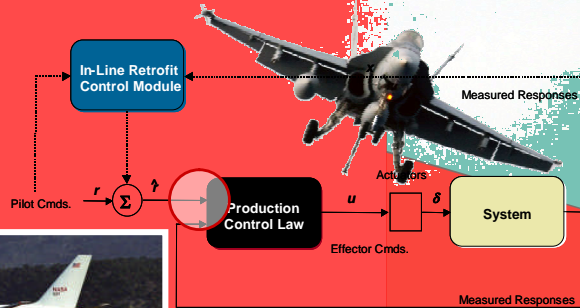 In-Line Retrofit
Control Module
x
Measured Responses
Actuators
Pilot Cmds.
r
Σ
r̂
Production
Control Law
u
δ
System
Effector Cmds.
NASA
Measured Responses